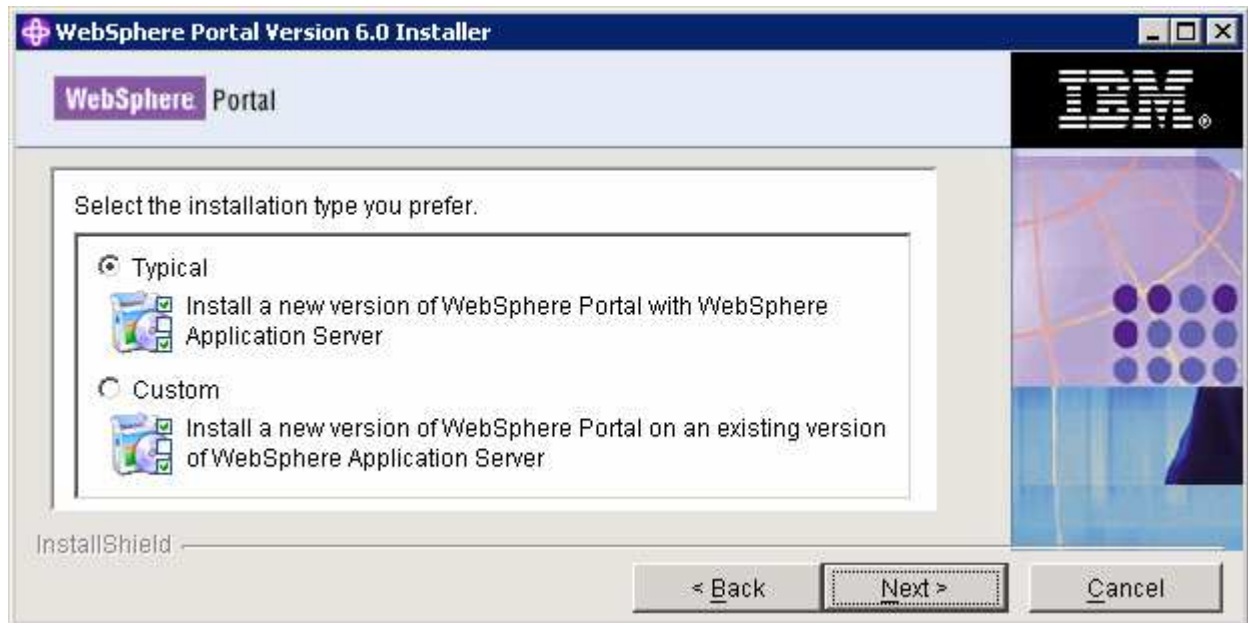 WebSphere Portal Version 6.0 Installer
WebSphere Portal
IBM®
Select the installation type you prefer.
Typical
Install a new version of WebSphere Portal with WebSphere
Application Server
Custom
Install a new version of WebSphere Portal on an existing version
of WebSphere Application Server
InstallShield
< Back Next > Cancel